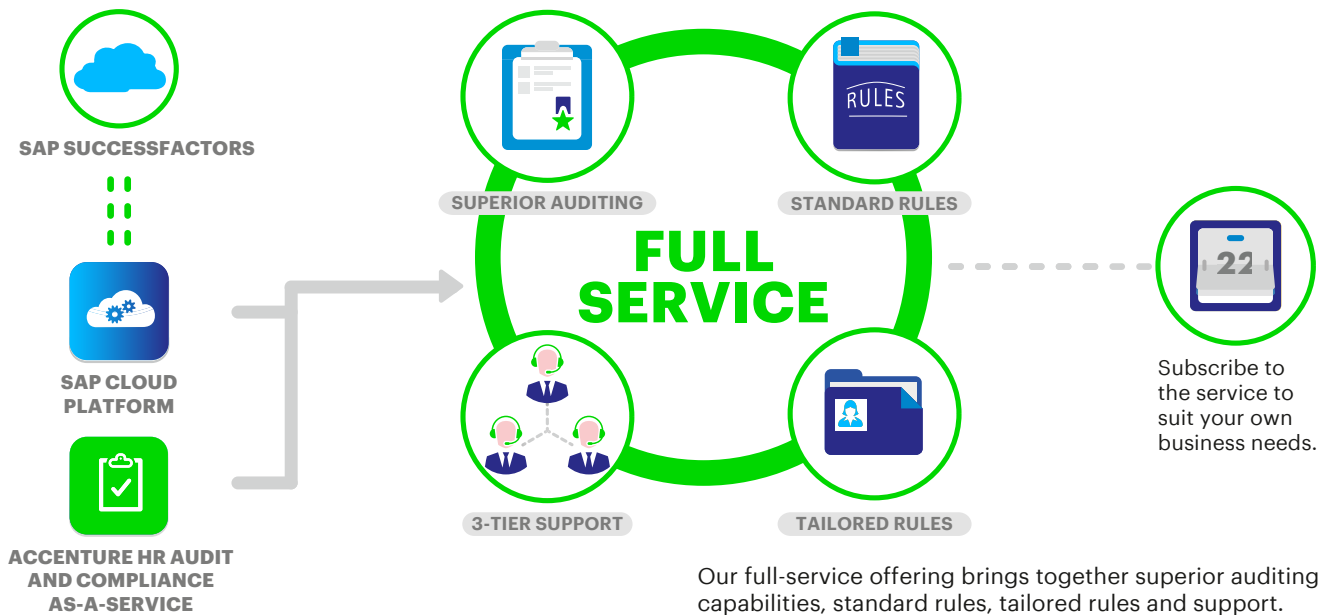 SAP SUCCESSFACTORS
SAP CLOUD
PLATFORM
ACCENTURE HR AUDIT
AND COMPLIANCE
AS-A-SERVICE
SUPERIOR AUDITING
RULES
STANDARD RULES
FULL
SERVICE
3-TIER SUPPORT
TAILORED RULES
22
Subscribe to
the service to
suit your own
business needs.
Our full-service offering brings together superior auditing
capabilities, standard rules, tailored rules and support.